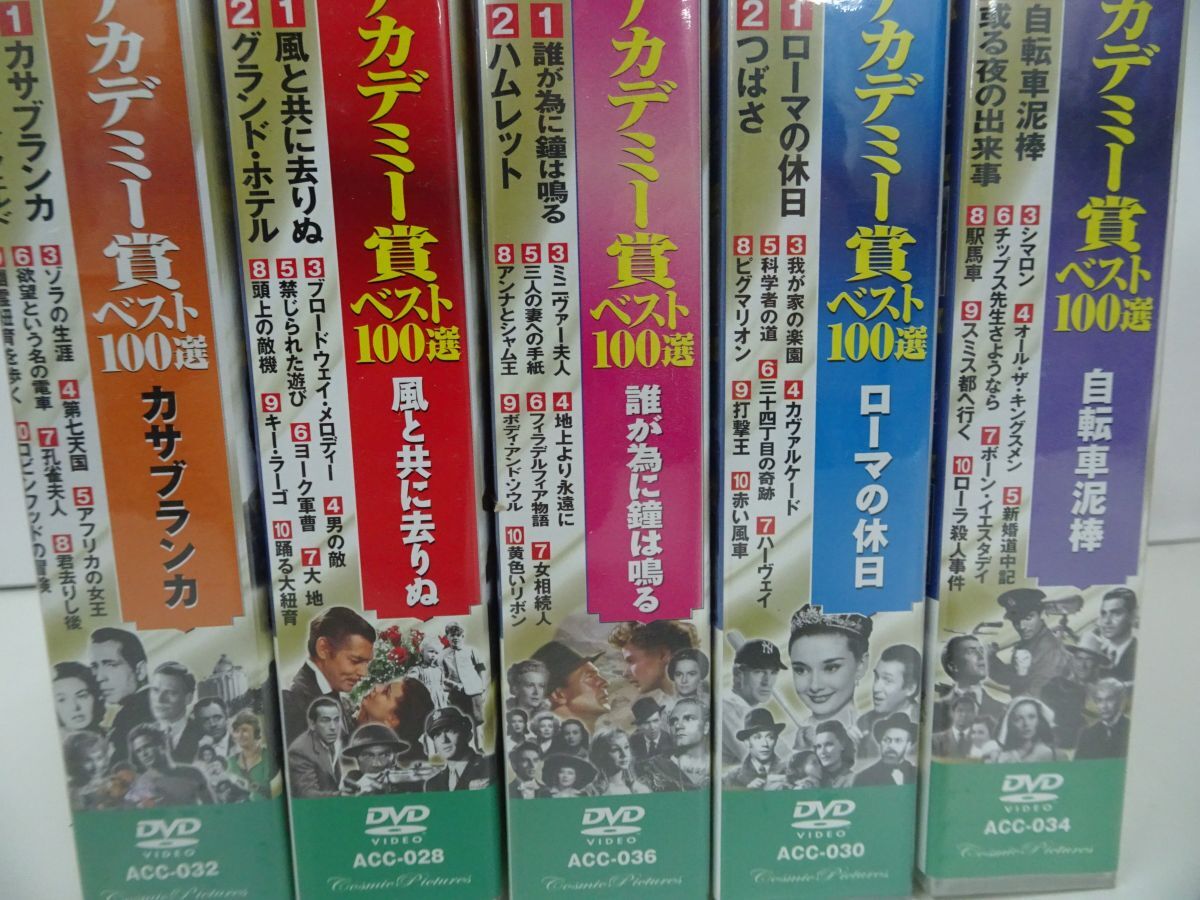 1 カサブランカ
2
3 ゾラの生涯
4 第七天国
5 アフリカの女王
6 欲望という名の電車
7 孔雀夫人
8 君去りし後
10 ロビンフッドの冒険
アカデミー賞
ベスト
100選
カサブランカ
DVD
VIDEO
ACC-032
Cosmic Pictures
1 風と共に去りぬ
2 グランド・ホテル
3 ブロードウェイ・メロディー
4 男の敵
5 禁じられた遊び
6 ヨーク軍曹
7 大地
8 頭上の敵機
9 キー・ラーゴ
10 踊る大紐育
アカデミー賞
ベスト
100選
風と共に去りぬ
DVD
VIDEO
ACC-028
Cosmic Pictures
1 誰が為に鐘は鳴る
2 ハムレット
3 ミニヴァー夫人
4 地上より永遠に
5 三人の妻への手紙
6 フィラデルフィア物語
7 女相続人
8 アンナとシャム王
9 ボディ・アンド・ソウル
10 黄色いリボン
アカデミー賞
ベスト
100選
誰が為に鐘は鳴る
DVD
VIDEO
ACC-036
Cosmic Pictures
1 ローマの休日
2 つばさ
3 我が家の楽園
4 カヴァルケード
5 科学者の道
6 三十四丁目の奇跡
7 ハーヴェイ
8 ピグマリオン
9 打撃王
10 赤い風車
アカデミー賞
ベスト
100選
ローマの休日
DVD
VIDEO
ACC-030
Cosmic Pictures
自転車泥棒
或る夜の出来事
3 シマロン
4 オール・ザ・キングスメン
5 新婚道中記
6 チップス先生さようなら
7 ボーン・イエスタデイ
8 駅馬車
9 スミス都へ行く
10 ローラ殺人事件
アカデミー賞
ベスト
100選
自転車泥棒
DVD
VIDEO
ACC-034
Cosmic Pictures